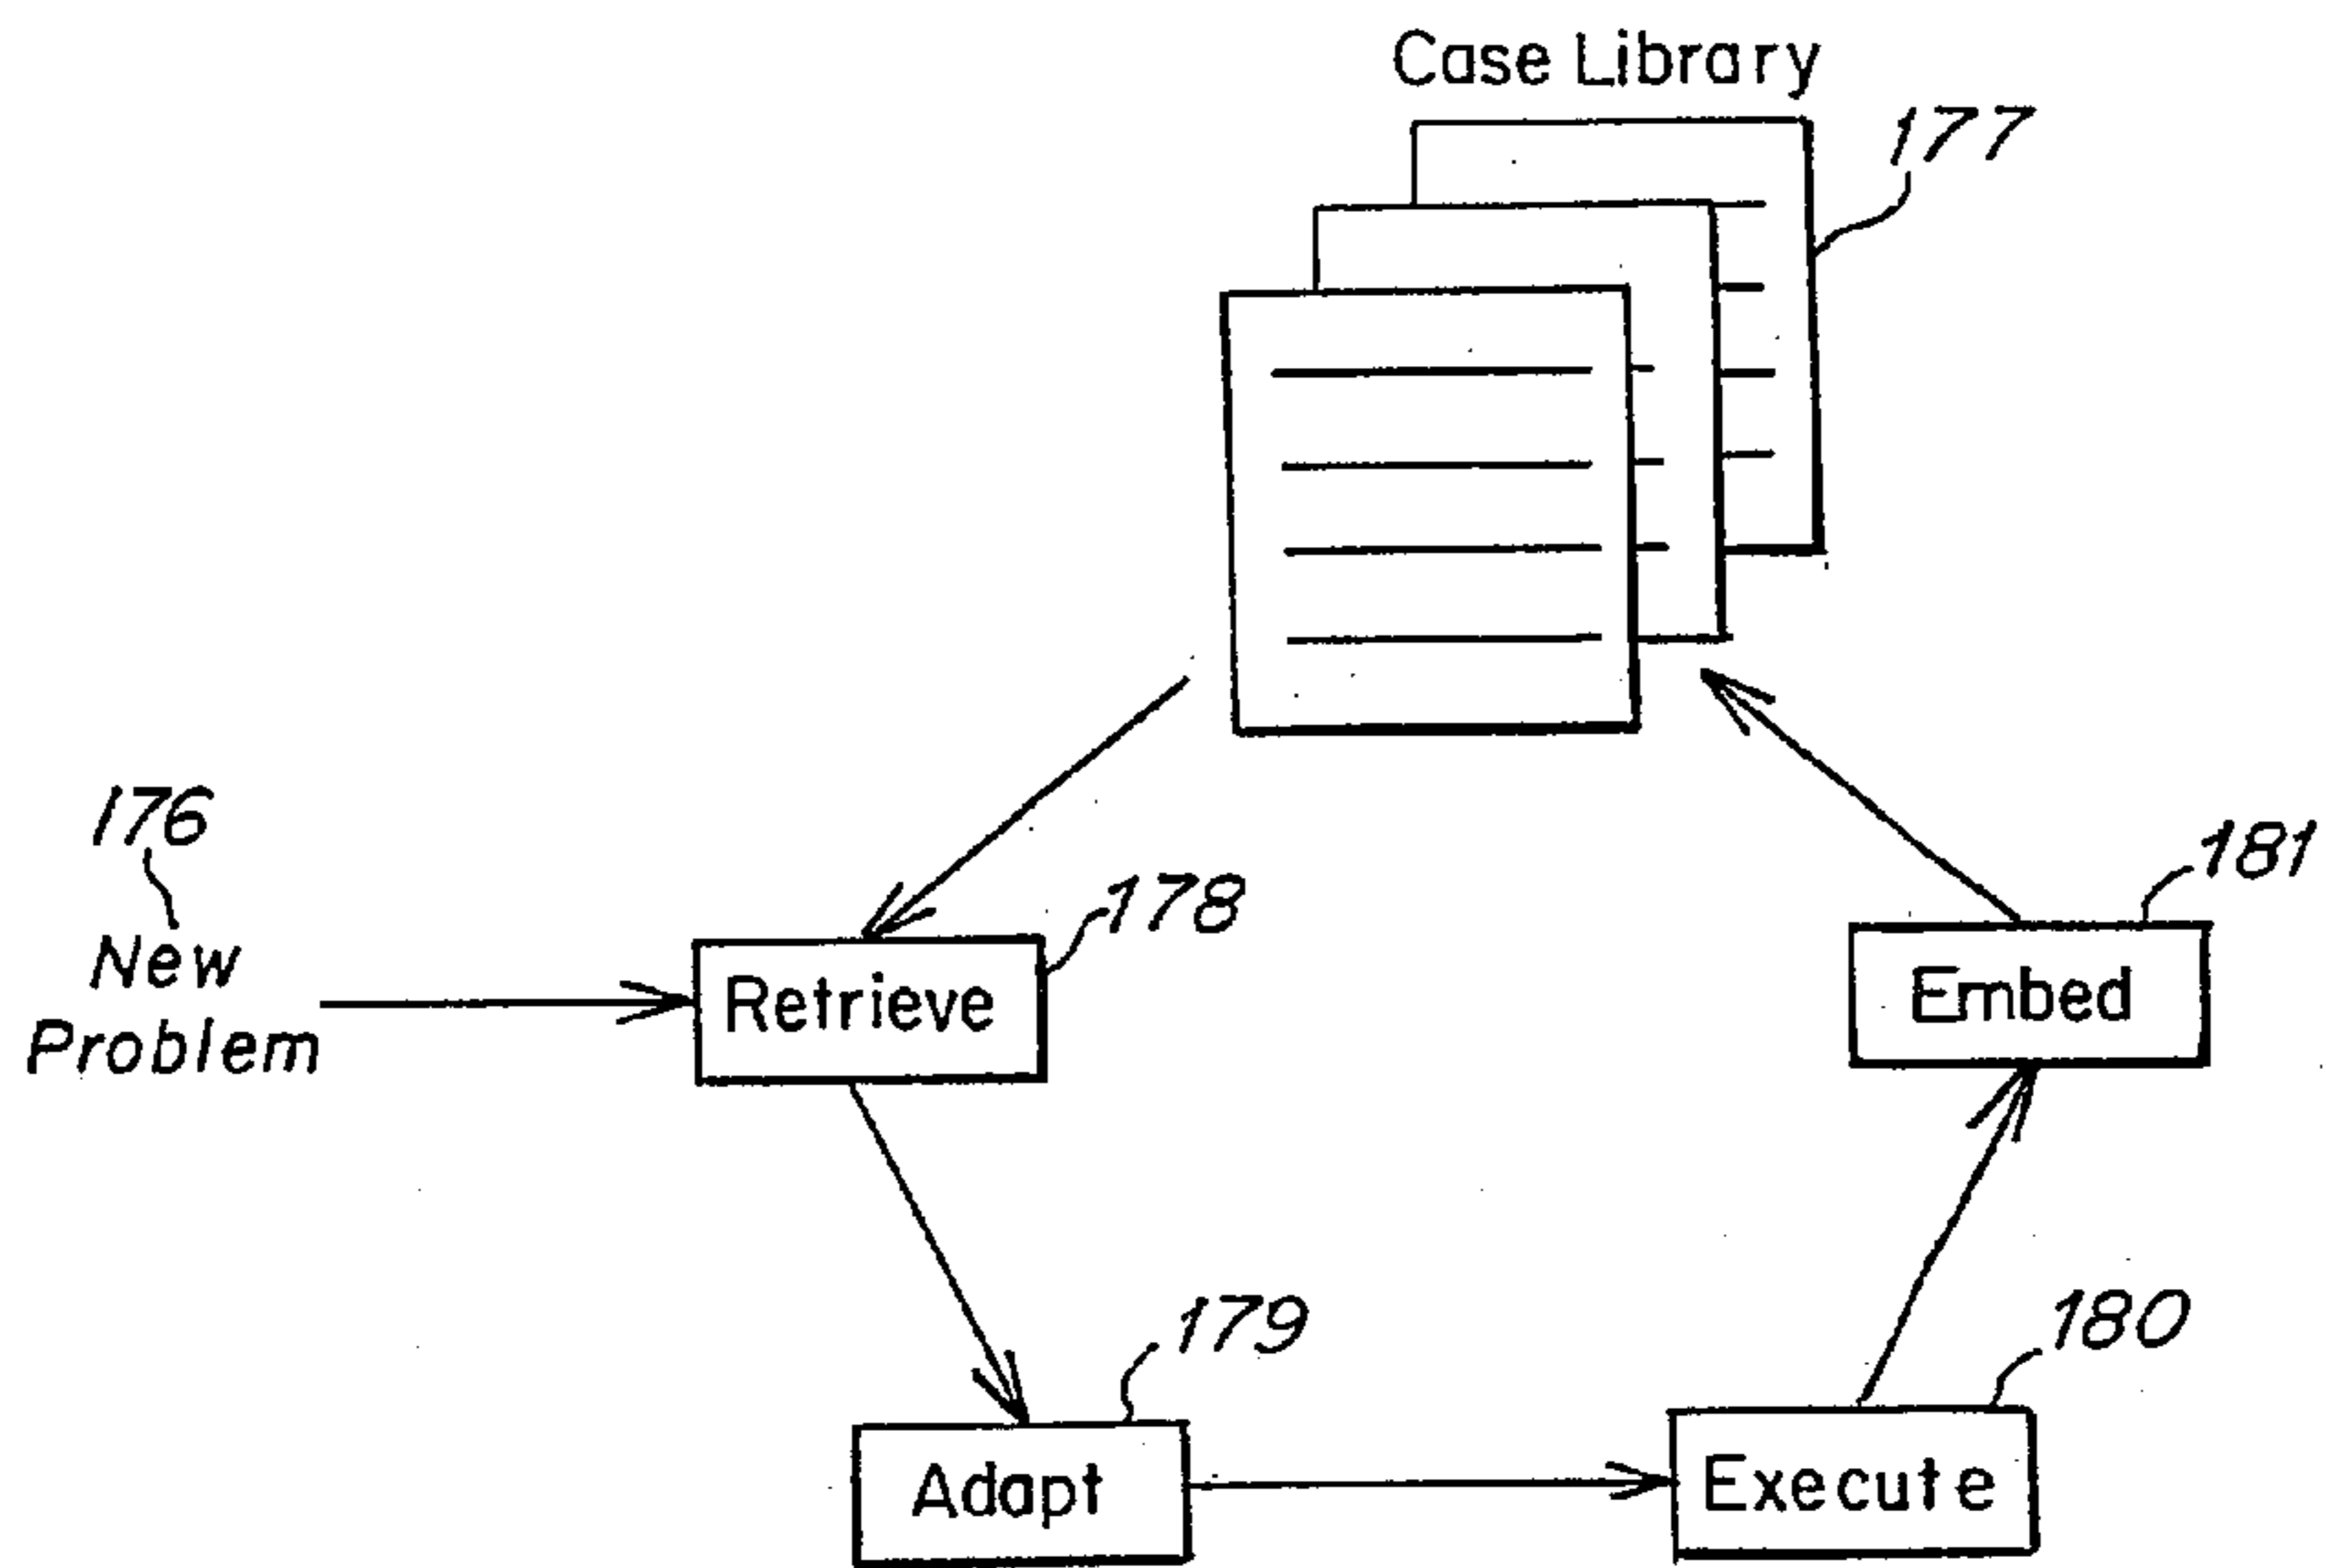 Case Library
177
176
New
Problem
178
Retrieve
181
Embed
179
Adapt
180
Execute